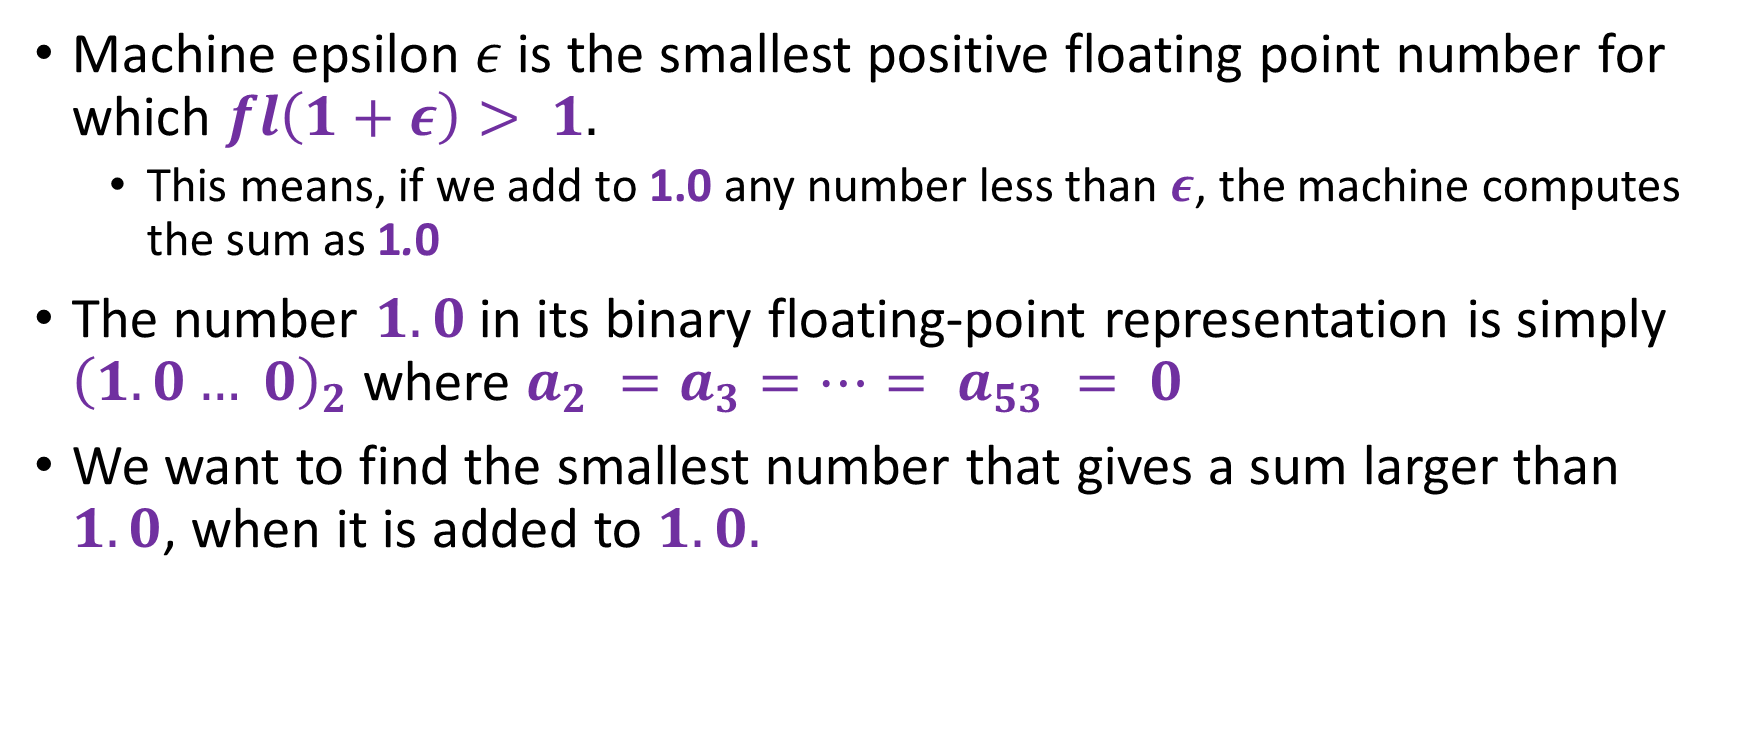 • Machine epsilon ϵ is the smallest positive floating point number for
which fl(1 + ϵ) > 1.
• This means, if we add to 1.0 any number less than ϵ, the machine computes
the sum as 1.0
• The number 1.0 in its binary floating-point representation is simply
(1.0 … 0)₂ where a₂ = a₃ = ⋯ = a₅₃ = 0
• We want to find the smallest number that gives a sum larger than
1.0, when it is added to 1.0.